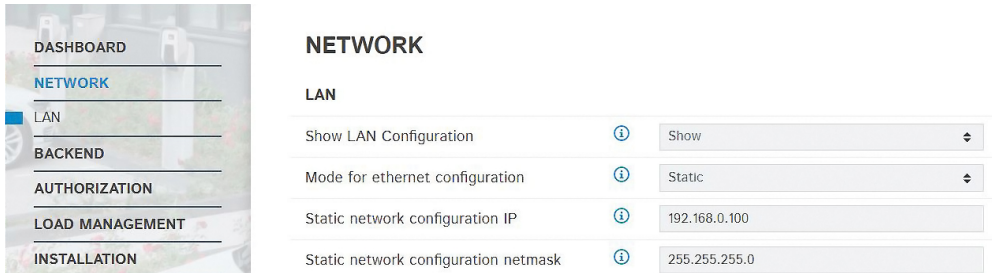 DASHBOARD
NETWORK
LAN
BACKEND
AUTHORIZATION
LOAD MANAGEMENT
INSTALLATION
NETWORK
LAN
Show LAN Configuration Show
Mode for ethernet configuration Static
Static network configuration IP 192.168.0.100
Static network configuration netmask 255.255.255.0